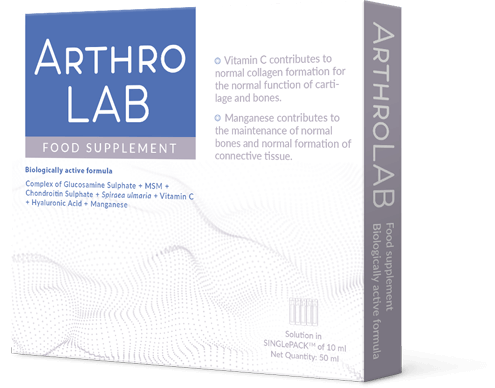 ARTHRO
LAB
FOOD SUPPLEMENT
Biologically active formula
Complex of Glucosamine Sulphate + MSM +
Chondroitin Sulphate + Spiraea ulmaria + Vitamin C
+ Hyaluronic Acid + Manganese
Vitamin C contributes to
normal collagen formation for
the normal function of carti-
lage and bones.
Manganese contributes to
the maintenance of normal
bones and normal formation of
connective tissue.
Solution in
SINGLePACK™ of 10 ml
Net Quantity: 50 ml
ARTHROLAB
Food supplement
Biologically active formula